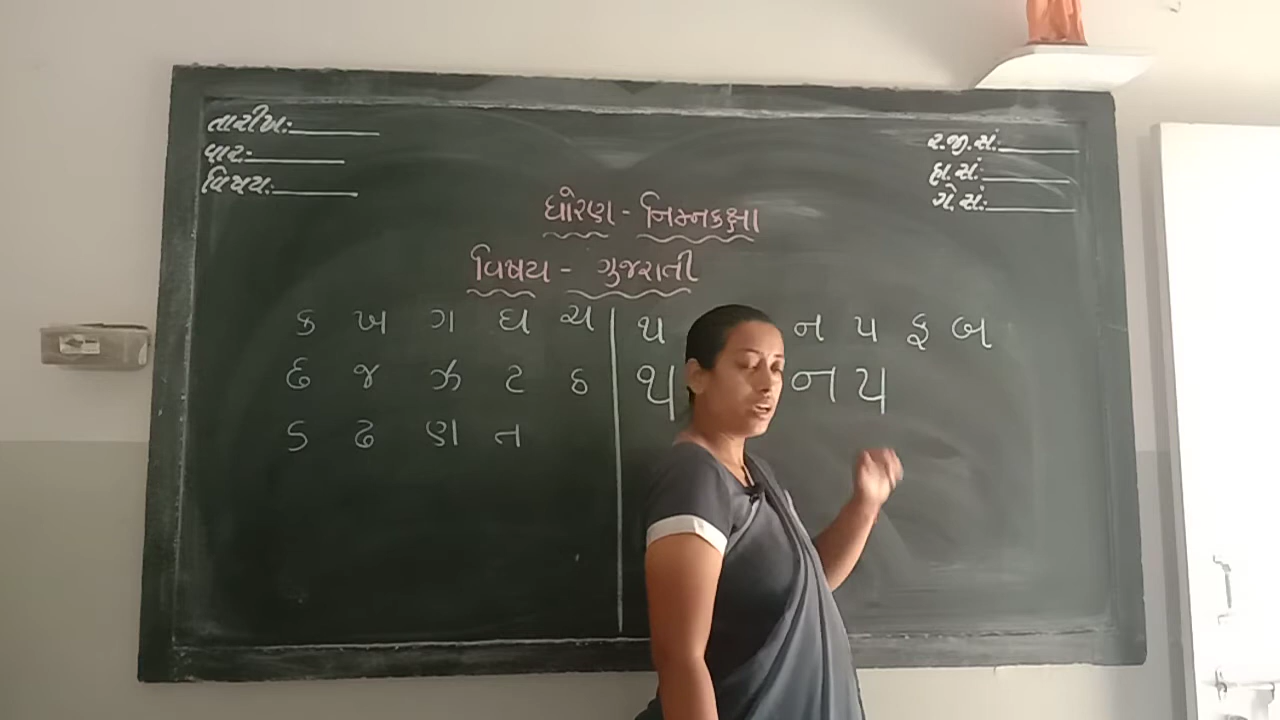 તારીખ:
વાર:
વિષય:
ર.જી.સં.:
હા.સં.:
ગે.સં.:
ધોરણ - નિમ્નકક્ષા
વિષય - ગુજરાતી
ક ખ ગ ઘ ચ
છ જ ઝ ટ ઠ
ડ ઢ ણ ત
થ ન પ ફ બ
થ ન પ